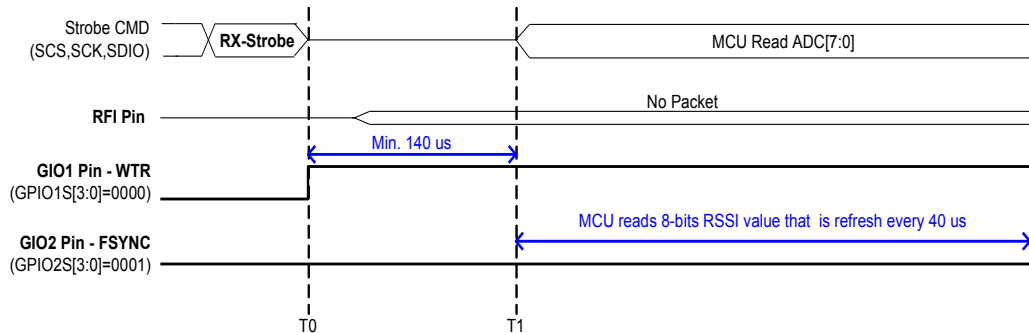 Strobe CMD
(SCS,SCK,SDIO)
RX-Strobe
MCU Read ADC[7:0]
RFI Pin
No Packet
Min. 140 us
GIO1 Pin - WTR
(GPIO1S[3:0]=0000)
MCU reads 8-bits RSSI value that is refresh every 40 us
GIO2 Pin - FSYNC
(GPIO2S[3:0]=0001)
T0
T1